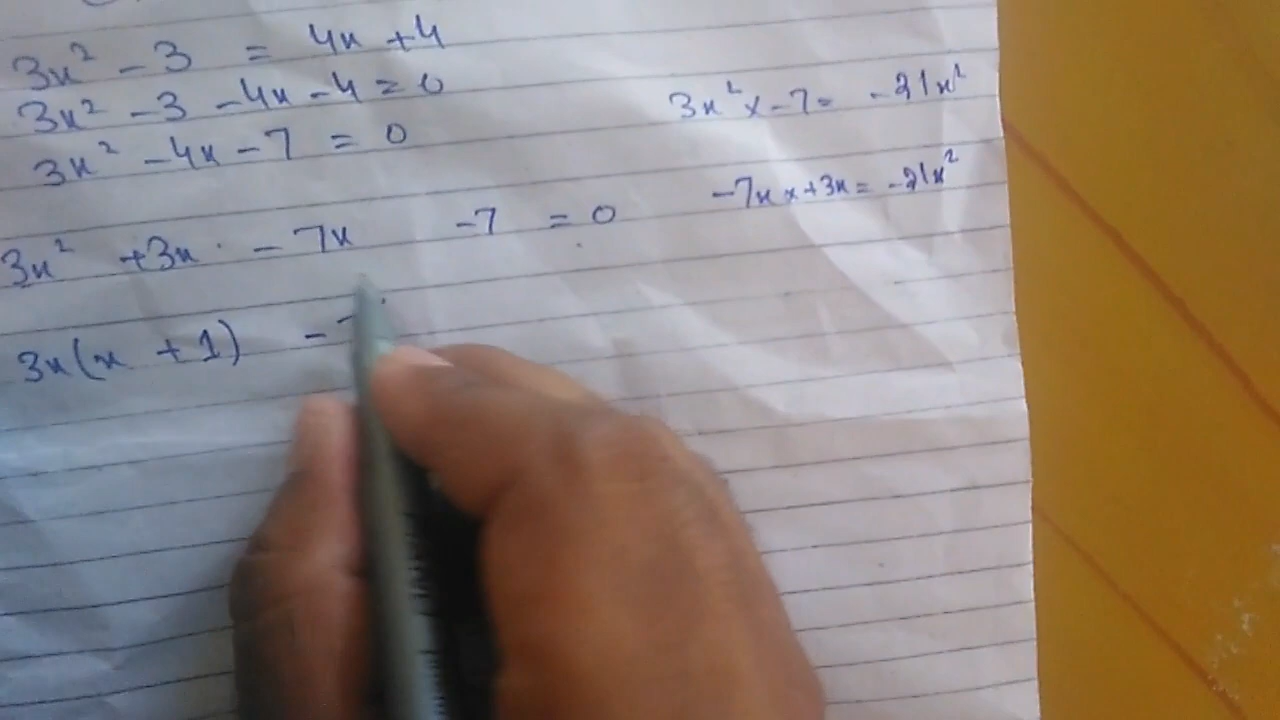 3x² - 3 = 4x + 4
3x² - 3 - 4x - 4 = 0
3x² - 4x - 7 = 0
3x² × -7 = -21x²
-7x × +3x = -21x²
3x² + 3x - 7x - 7 = 0
3x(x + 1) -